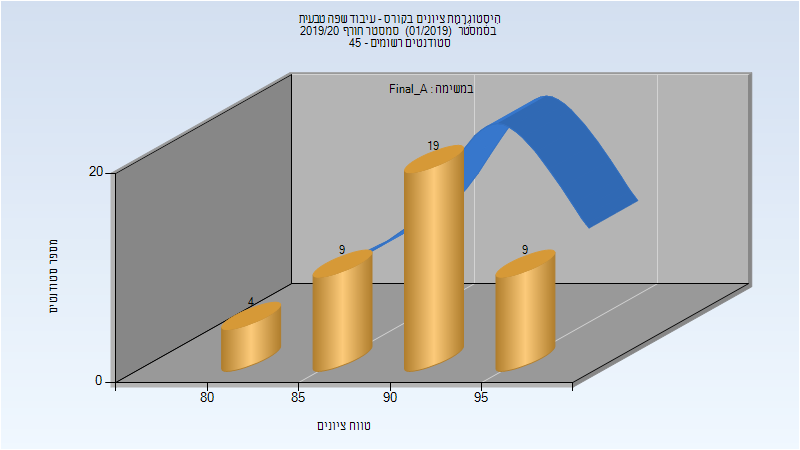 היסטוגרמת ציונים בקורס - עיבוד שפה טבעית
בסמסטר (01/2019) סמסטר חורף 2019/20
סטודנטים רשומים - 45
במשימה : Final_A
19
9
9
4
20
0
מספר סטודנטים
80
85
90
95
טווח ציונים